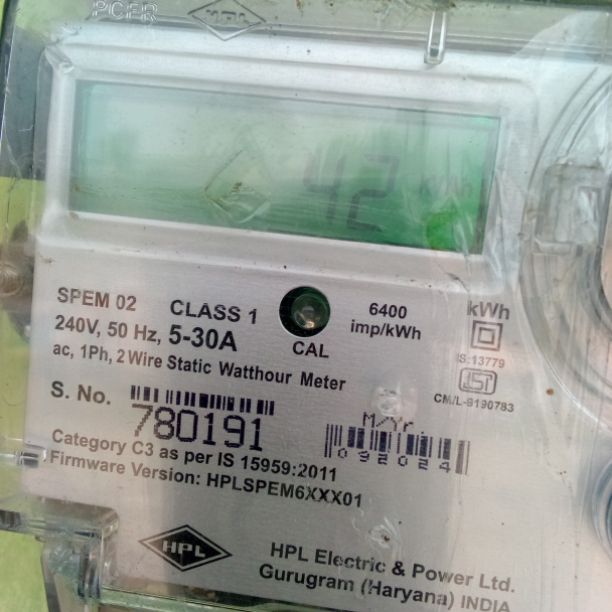 HPL
42 kWh
SPEM 02 CLASS 1
240V, 50 Hz, 5-30A
ac, 1Ph, 2 Wire Static Watthour Meter
CAL
6400
imp/kWh
kWh
IS:13779
CM/L-9190783
S. No.
780191
M/Yr.
092024
Category C3 as per IS 15959:2011
Firmware Version: HPLSPEM6XXX01
HPL
HPL Electric & Power Ltd.
Gurugram (Haryana) INDIA